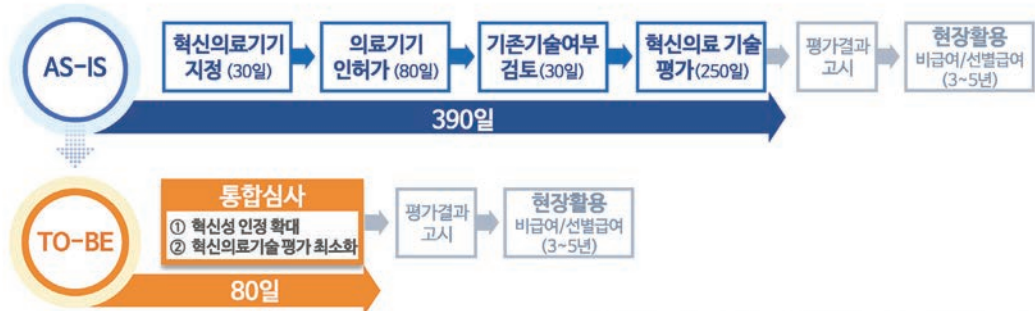 AS-IS
혁신의료기기
지정 (30일)
의료기기
인허가 (80일)
기존기술여부
검토(30일)
혁신의료 기술
평가(250일)
평가결과
고시
현장활용
비급여/선별급여
(3~5년)
390일
TO-BE
통합심사
① 혁신성 인정 확대
② 혁신의료기술 평가 최소화
평가결과
고시
현장활용
비급여/선별급여
(3~5년)
80일